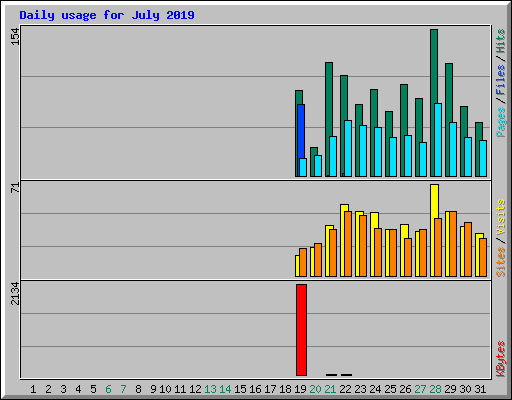 Daily usage for July 2019
154
Pages / Files / Hits
71
Sites / Visits
2134
KBytes
1 2 3 4 5 6 7 8 9 10 11 12 13 14 15 16 17 18 19 20 21 22 23 24 25 26 27 28 29 30 31